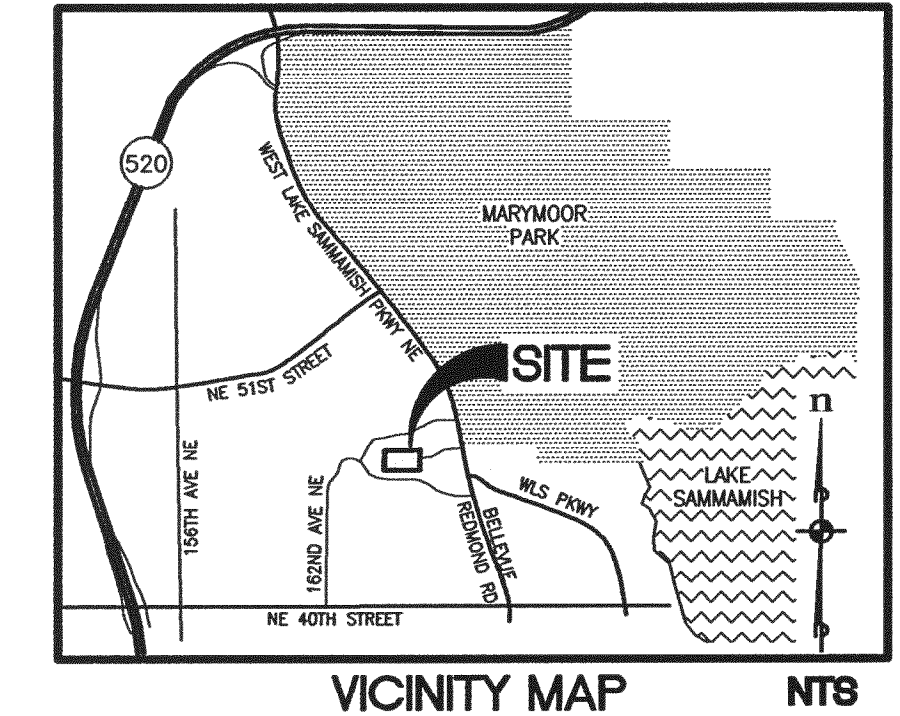 520
WEST LAKE SAMMAMISH PKWY NE
MARYMOOR
PARK
SITE
NE 51ST STREET
n
156TH AVE NE
162ND AVE NE
WLS PKWY
LAKE
SAMMAMISH
BELLEVUE
REDMOND RD
NE 40TH STREET
VICINITY MAP
NTS